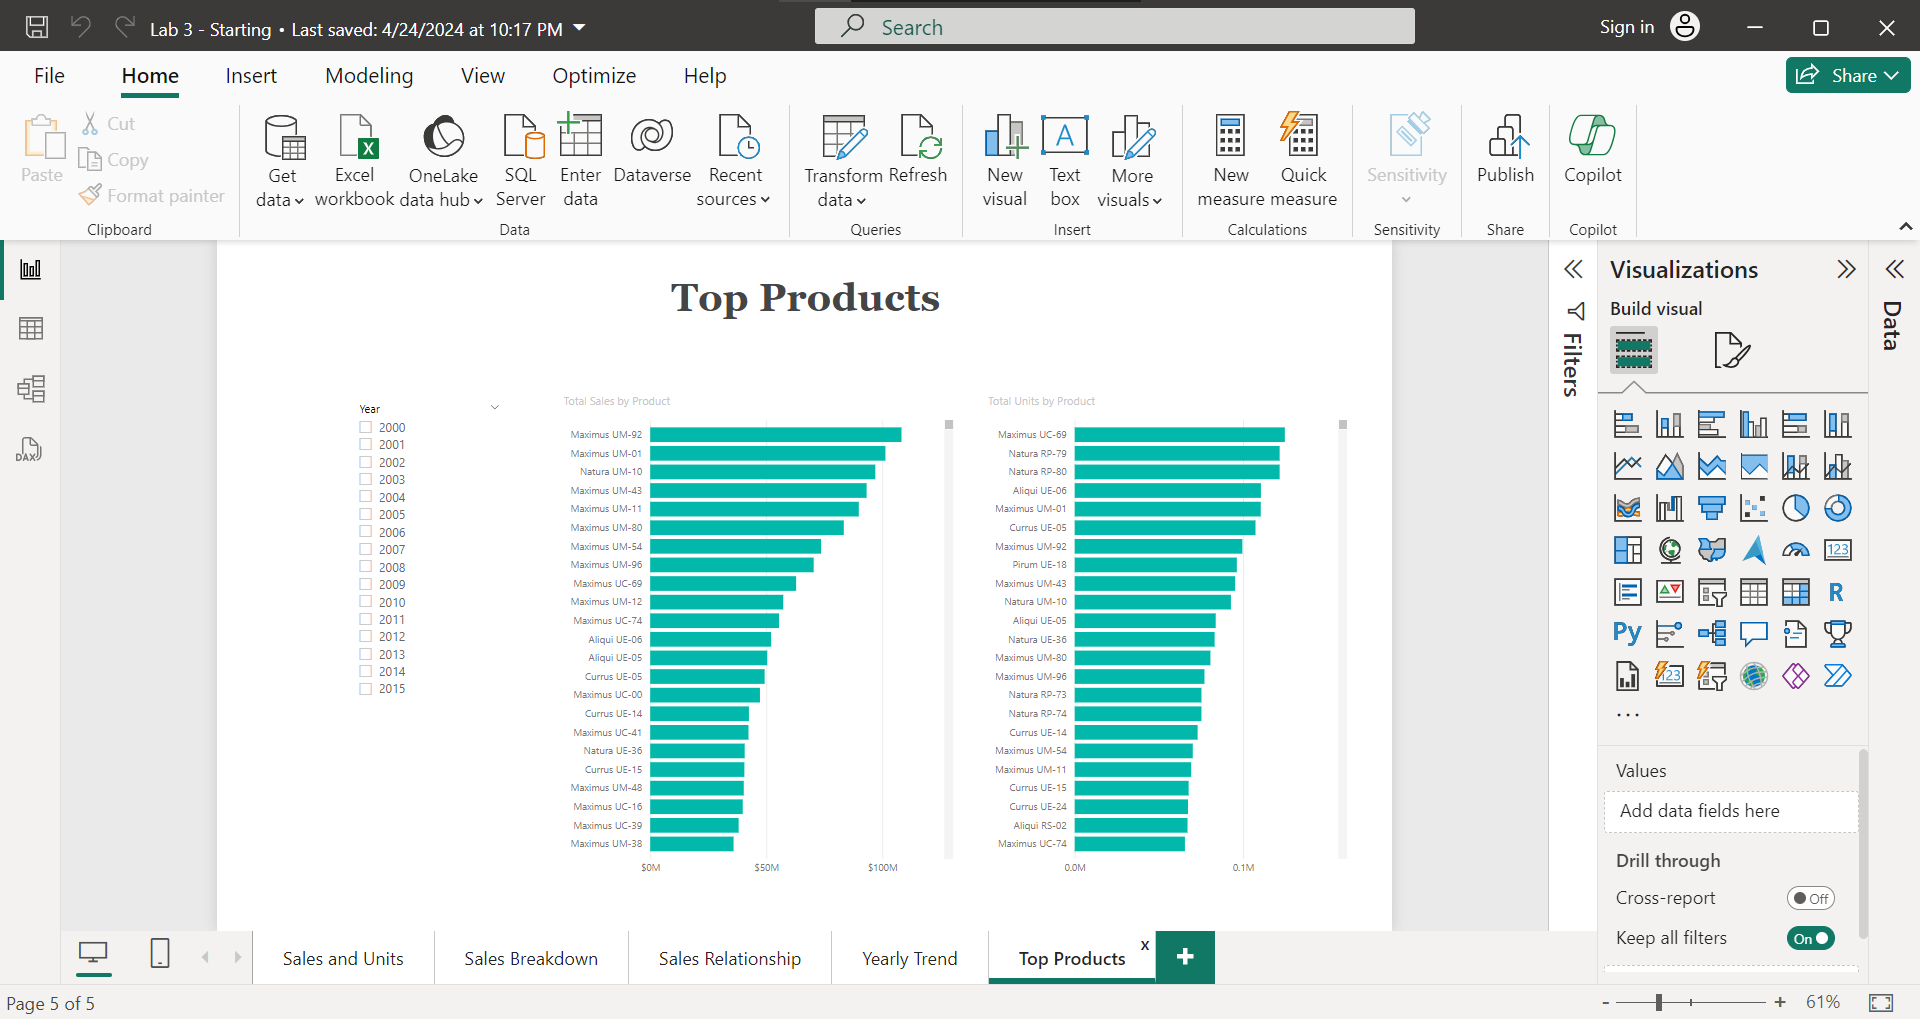 Lab 3 - Starting • Last saved: 4/24/2024 at 10:17 PM
Search
Sign in
File
Home
Insert
Modeling
View
Optimize
Help
Share
Paste
Cut
Copy
Format painter
Clipboard
Get data
Excel workbook
OneLake data hub
SQL Server
Enter data
Dataverse
Recent sources
Data
Transform data
Refresh
Queries
New visual
Text box
More visuals
Insert
New measure
Quick measure
Calculations
Sensitivity
Sensitivity
Publish
Share
Copilot
Copilot
DAX
Top Products
Year
2000
2001
2002
2003
2004
2005
2006
2007
2008
2009
2010
2011
2012
2013
2014
2015
Total Sales by Product
Maximus UM-92
Maximus UM-01
Natura UM-10
Maximus UM-43
Maximus UM-11
Maximus UM-80
Maximus UM-54
Maximus UM-96
Maximus UC-69
Maximus UM-12
Maximus UC-74
Aliqui UE-06
Aliqui UE-05
Currus UE-05
Maximus UC-00
Currus UE-14
Maximus UC-41
Natura UE-36
Currus UE-15
Maximus UM-48
Maximus UC-16
Maximus UC-39
Maximus UM-38
$0M
$50M
$100M
Total Units by Product
Maximus UC-69
Natura RP-79
Natura RP-80
Aliqui UE-06
Maximus UM-01
Currus UE-05
Maximus UM-92
Pirum UE-18
Maximus UM-43
Natura UM-10
Aliqui UE-05
Natura UE-36
Maximus UM-80
Maximus UM-96
Natura RP-73
Natura RP-74
Currus UE-14
Maximus UM-54
Maximus UM-11
Currus UE-15
Currus UE-24
Aliqui RS-02
Maximus UC-74
0.0M
0.1M
Filters
Visualizations
Build visual
123
R
Py
123
Values
Add data fields here
Drill through
Cross-report
Off
Keep all filters
On
Data
Sales and Units
Sales Breakdown
Sales Relationship
Yearly Trend
Top Products
x
Page 5 of 5
61%